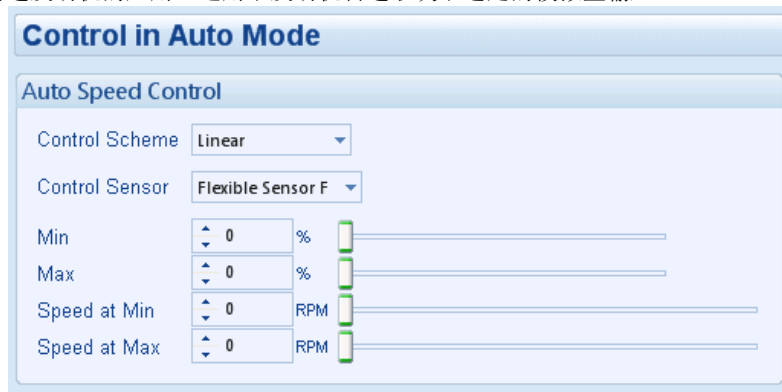 Control in Auto Mode
Auto Speed Control
Control Scheme Linear
Control Sensor Flexible Sensor F
Min 0 %
Max 0 %
Speed at Min 0 RPM
Speed at Max 0 RPM